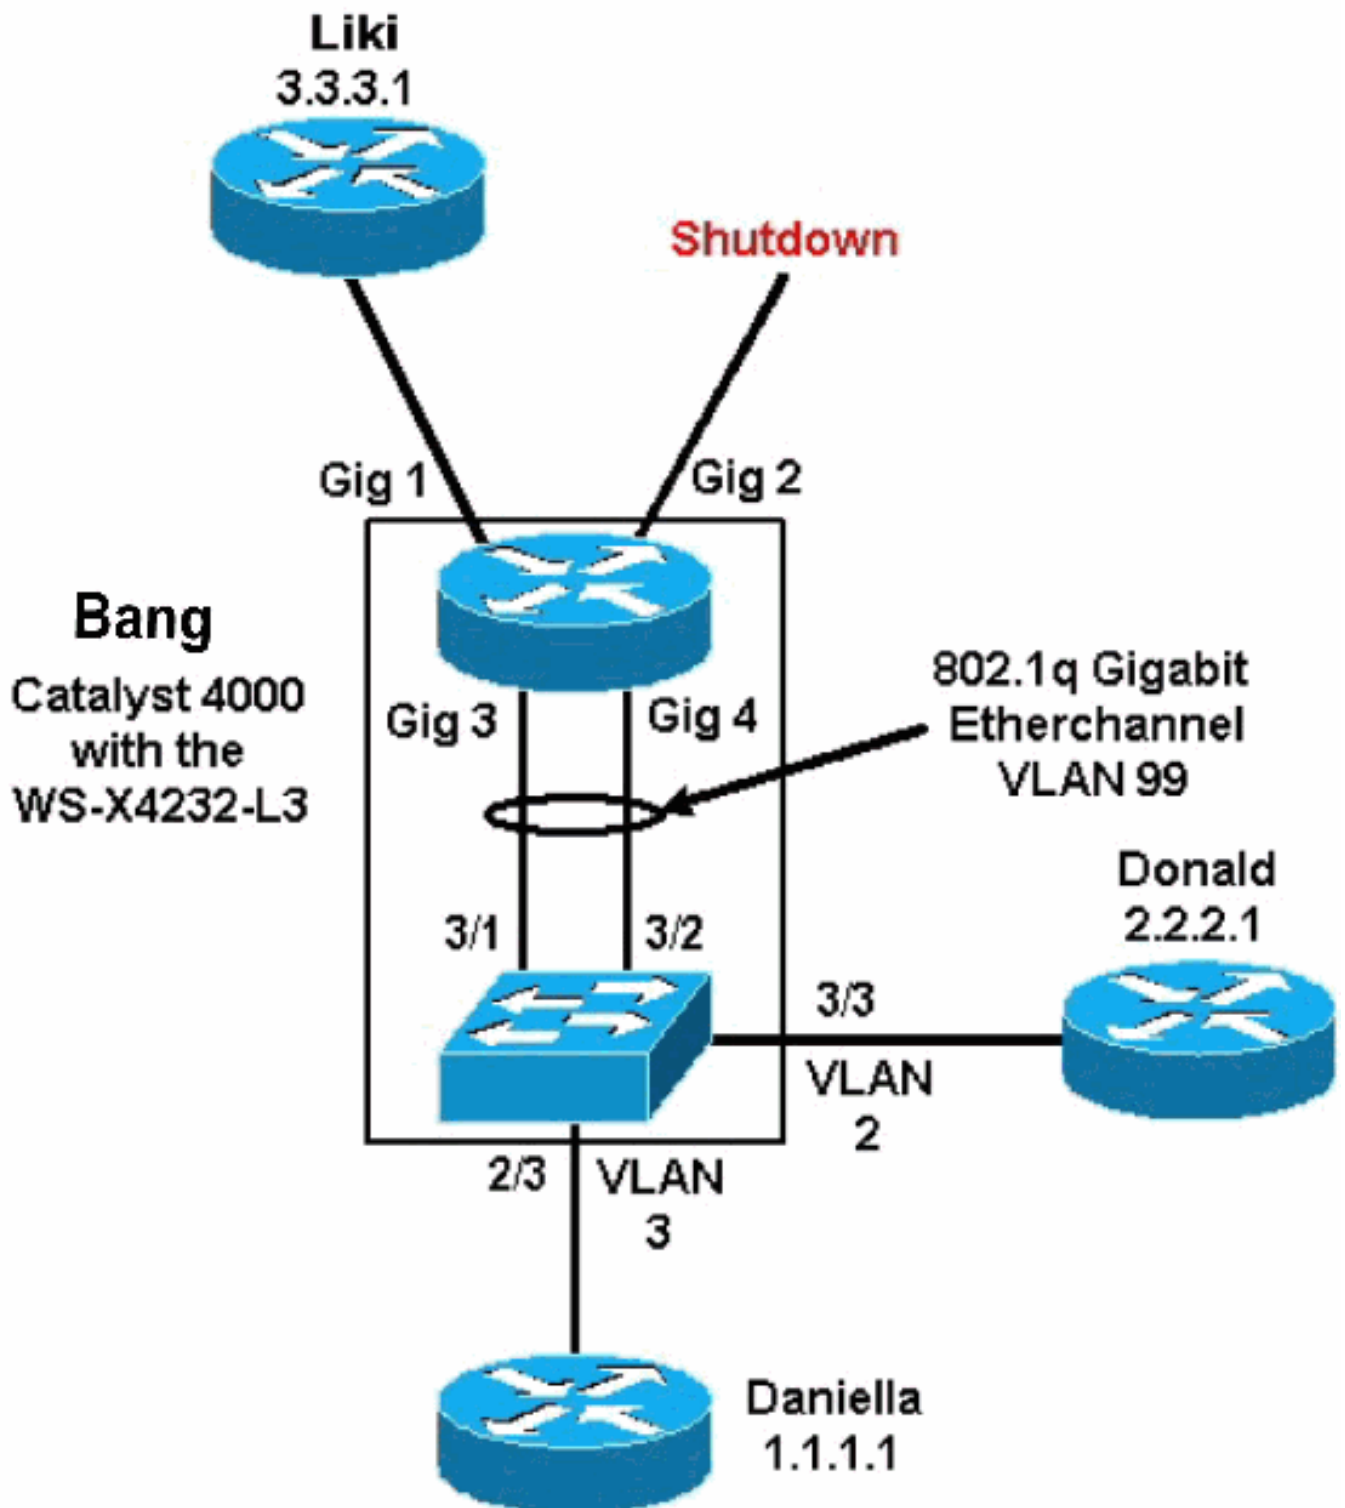 Liki
3.3.3.1
Shutdown
Gig 1
Gig 2
Bang
Catalyst 4000
with the
WS-X4232-L3
Gig 3
Gig 4
802.1q Gigabit
Etherchannel
VLAN 99
3/1
3/2
Donald
2.2.2.1
3/3
VLAN
2
2/3
VLAN
3
Daniella
1.1.1.1